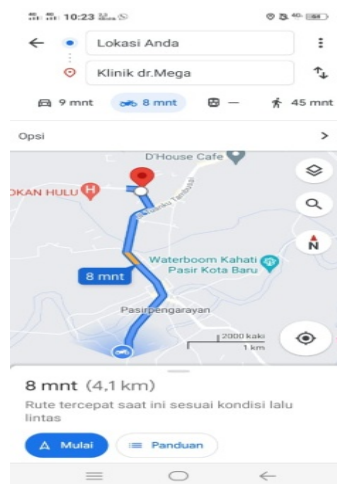 10:23
Lokasi Anda
Klinik dr.Mega
9 mnt 8 mnt — 45 mnt
Opsi
D'House Cafe
OKAN HULU H
Waterboom Kahati
Pasir Kota Baru
8 mnt
Pasirpengarayan
2000 kaki
1 km
N
8 mnt (4,1 km)
Rute tercepat saat ini sesuai kondisi lalu
lintas
Mulai Panduan